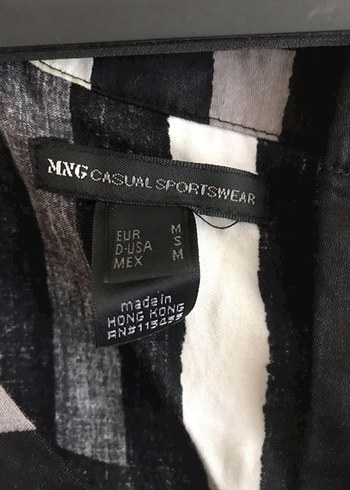 MNG CASUAL SPORTSWEAR
EUR M
D-USA S
MEX M
made in
HONG KONG